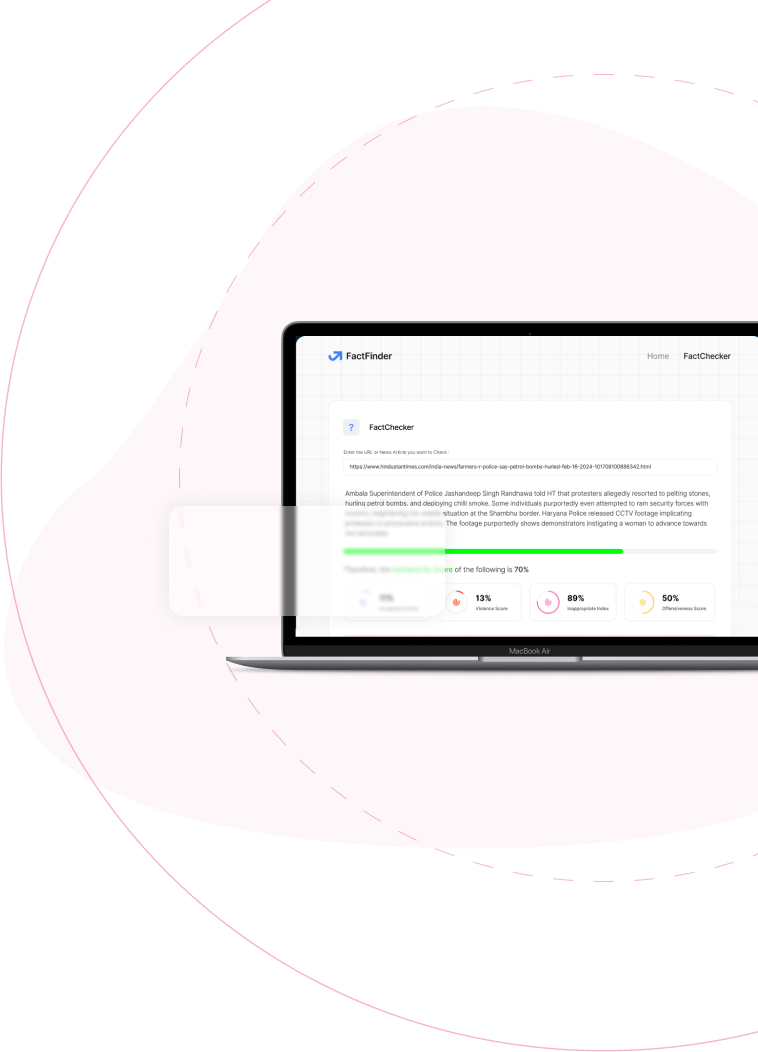 FactFinder
Home FactChecker
?
FactChecker
Enter the URL or News Article you want to Check :
https://www.hindustantimes.com/india-news/farmers-r-police-say-petrol-bombs-hurled-feb-16-2024-101708100886342.html
Ambala Superintendent of Police Jashandeep Singh Randhawa told HT that protesters allegedly resorted to pelting stones,
hurling petrol bombs, and deploying chilli smoke. Some individuals purportedly even attempted to ram security forces with
situation at the Shambhu border. Haryana Police released CCTV footage implicating
The footage purportedly shows demonstrators instigating a woman to advance towards
of the following is 70%
13% 89% 50%
Violence Score Inappropriate Index Offensiveness Score
MacBook Air